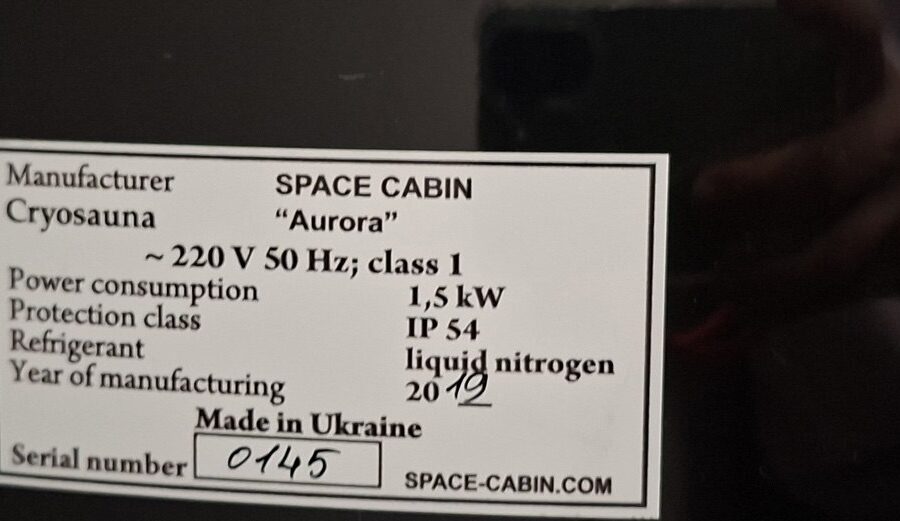 Manufacturer SPACE CABIN
Cryosauna "Aurora"
~ 220 V 50 Hz; class 1
Power consumption 1,5 kW
Protection class IP 54
Refrigerant liquid nitrogen
Year of manufacturing 2019
Made in Ukraine
Serial number 0145
SPACE-CABIN.COM